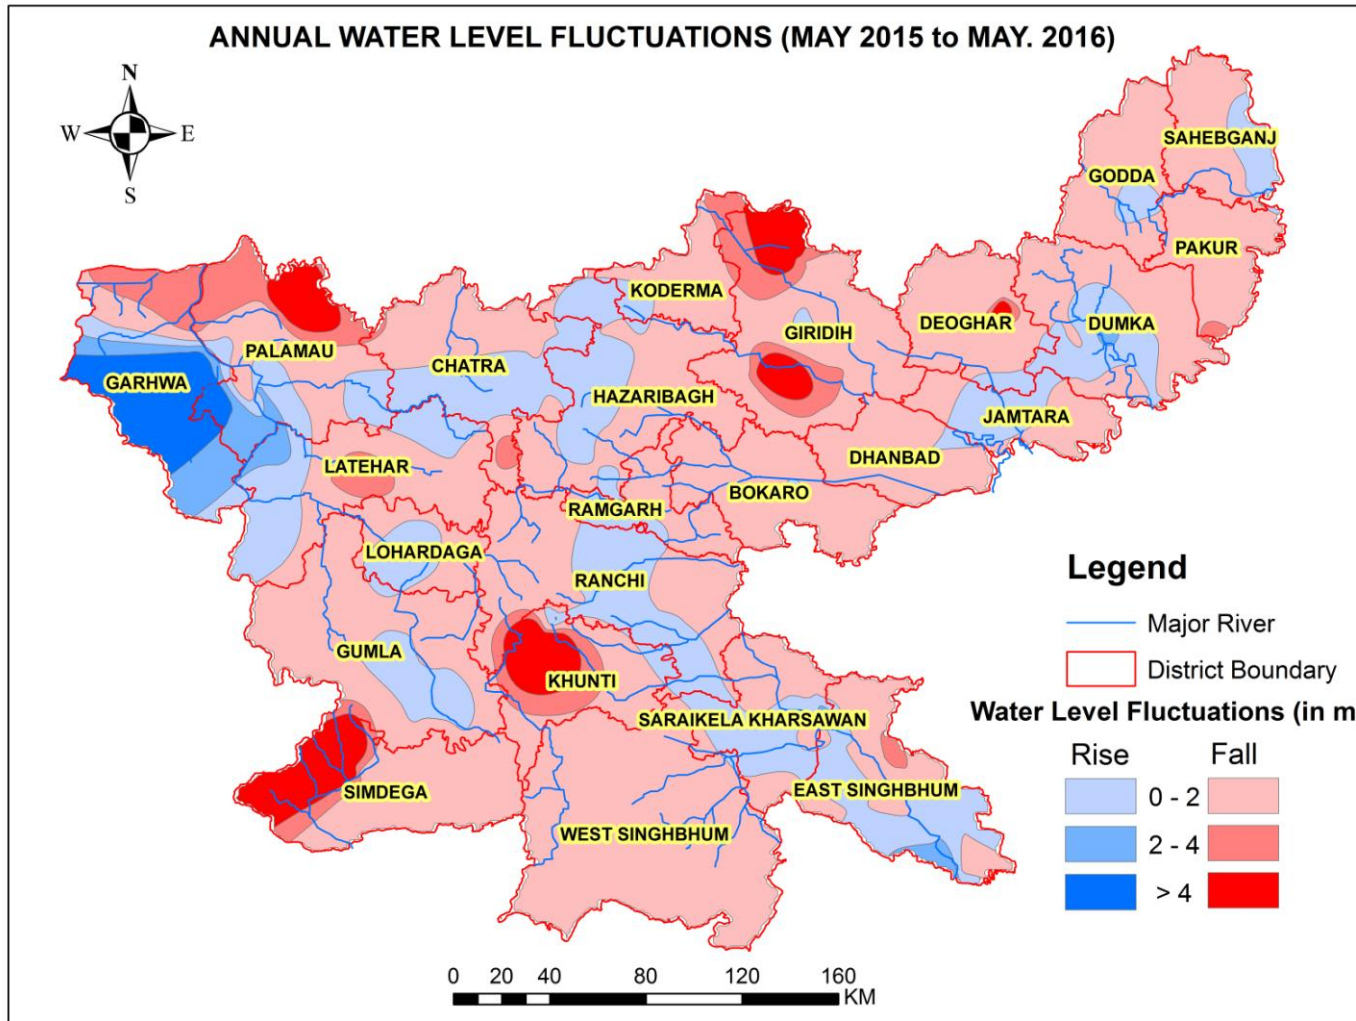 ANNUAL WATER LEVEL FLUCTUATIONS (MAY 2015 to MAY. 2016)
N
W E
S
SAHEBGANJ
GODDA
PAKUR
KODERMA
DEOGHAR
DUMKA
GIRIDIH
PALAMAU
CHATRA
GARHWA
HAZARIBAGH
JAMTARA
LATEHAR
DHANBAD
BOKARO
RAMGARH
LOHARDAGA
RANCHI
GUMLA
KHUNTI
SARAIKELA KHARSAWAN
SIMDEGA
EAST SINGHBHUM
WEST SINGHBHUM
Legend
Major River
District Boundary
Water Level Fluctuations (in m
Rise Fall
0 - 2
2 - 4
> 4
0 20 40 80 120 160
KM